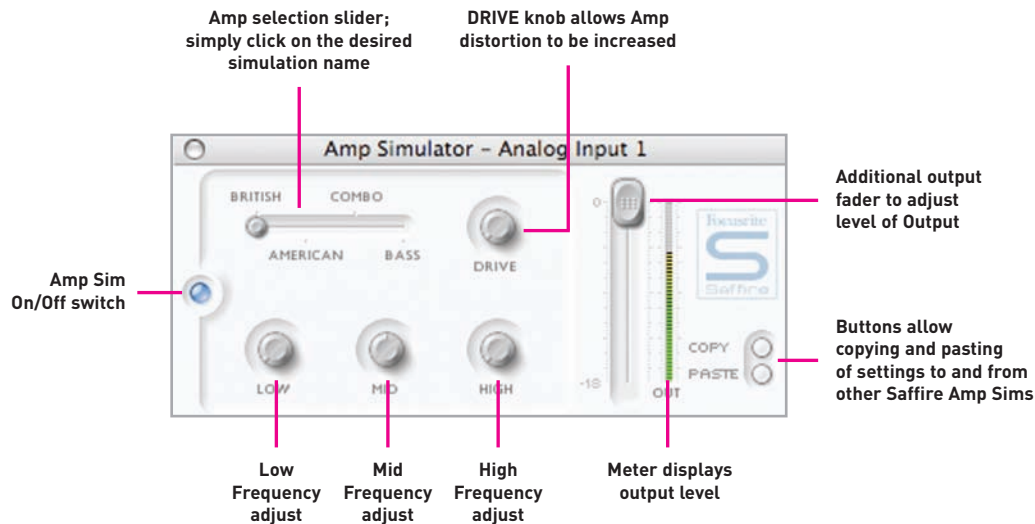 Amp selection slider;
simply click on the desired
simulation name
DRIVE knob allows Amp
distortion to be increased
Amp Simulator – Analog Input 1
BRITISH
COMBO
AMERICAN
BASS
DRIVE
0
Focusrite
S
Saffire
Additional output
fader to adjust
level of Output
Amp Sim
On/Off switch
LOW
MID
HIGH
-18
OUT
COPY
PASTE
Buttons allow
copying and pasting
of settings to and from
other Saffire Amp Sims
Low
Frequency
adjust
Mid
Frequency
adjust
High
Frequency
adjust
Meter displays
output level